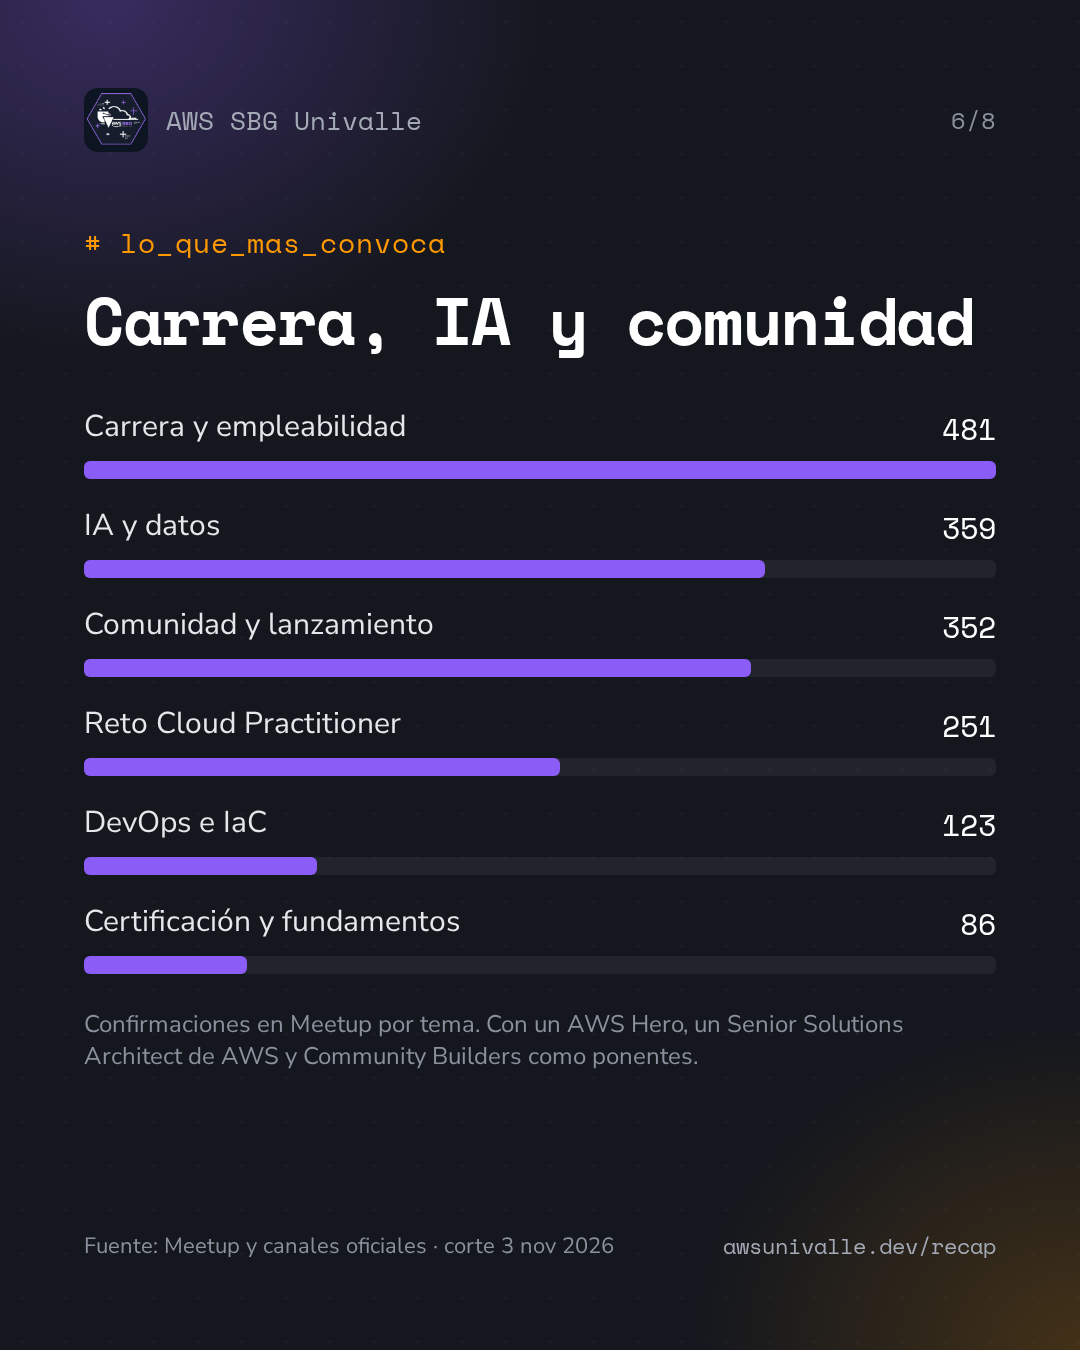 AWS SBG Univalle
6/8
# lo_que_mas_convoca
Carrera, IA y comunidad
Carrera y empleabilidad
481
IA y datos
359
Comunidad y lanzamiento
352
Reto Cloud Practitioner
251
DevOps e IaC
123
Certificación y fundamentos
86
Confirmaciones en Meetup por tema. Con un AWS Hero, un Senior Solutions
Architect de AWS y Community Builders como ponentes.
Fuente: Meetup y canales oficiales · corte 3 nov 2026
awsunivalle.dev/recap